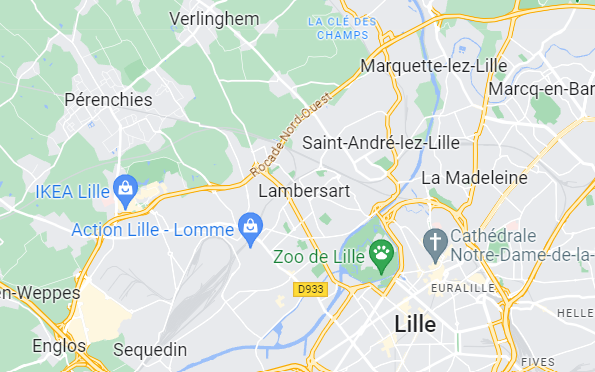 Verlinghem
LA CLÉ DES
CHAMPS
Marquette-lez-Lille
Marcq-en-Bar
Pérenchies
Rocade Nord-Ouest
Saint-André-lez-Lille
La Madeleine
IKEA Lille
Lambersart
Action Lille - Lomme
Cathédrale
Notre-Dame-de-la-
Zoo de Lille
EURALILLE
en-Weppes
D933
HELLE
Lille
Englos
Sequedin
FIVES